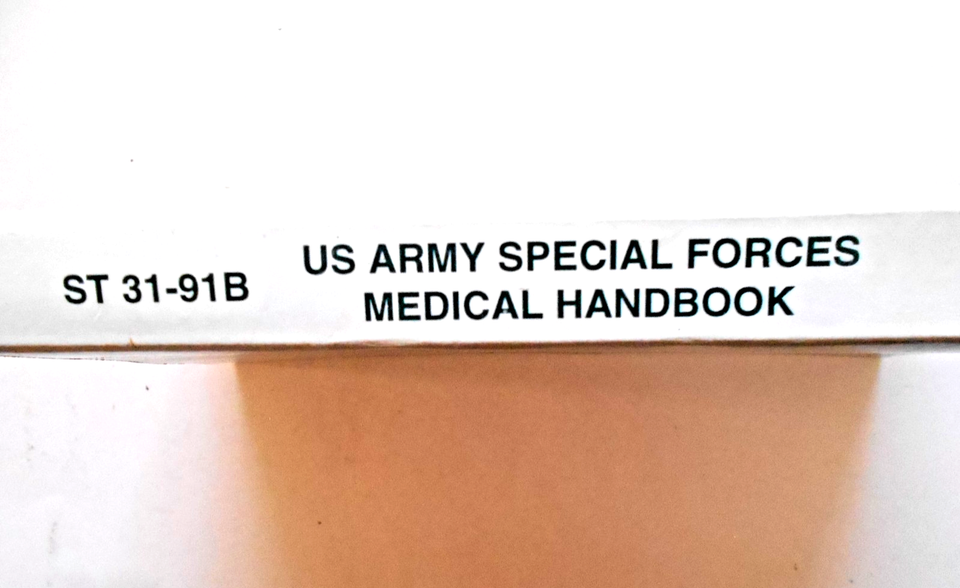 ST 31-91B
US ARMY SPECIAL FORCES
MEDICAL HANDBOOK